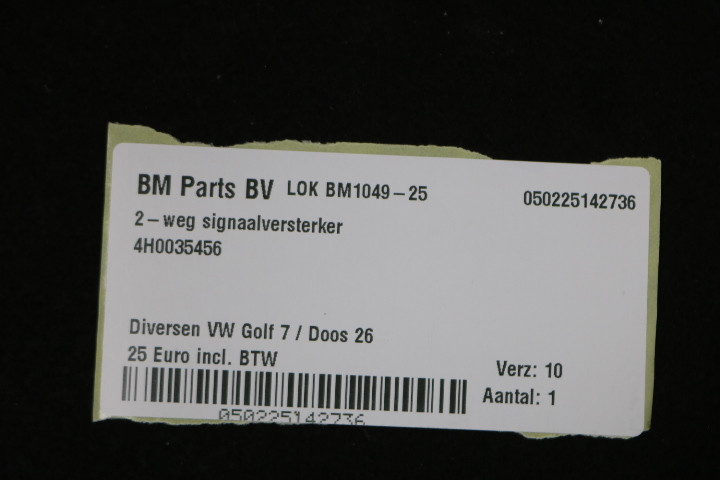 BM Parts BV LOK BM1049-25 050225142736
2-weg signaalversterker
4H0035456
Diversen VW Golf 7 / Doos 26
25 Euro incl. BTW
Verz: 10
Aantal: 1
050225142736